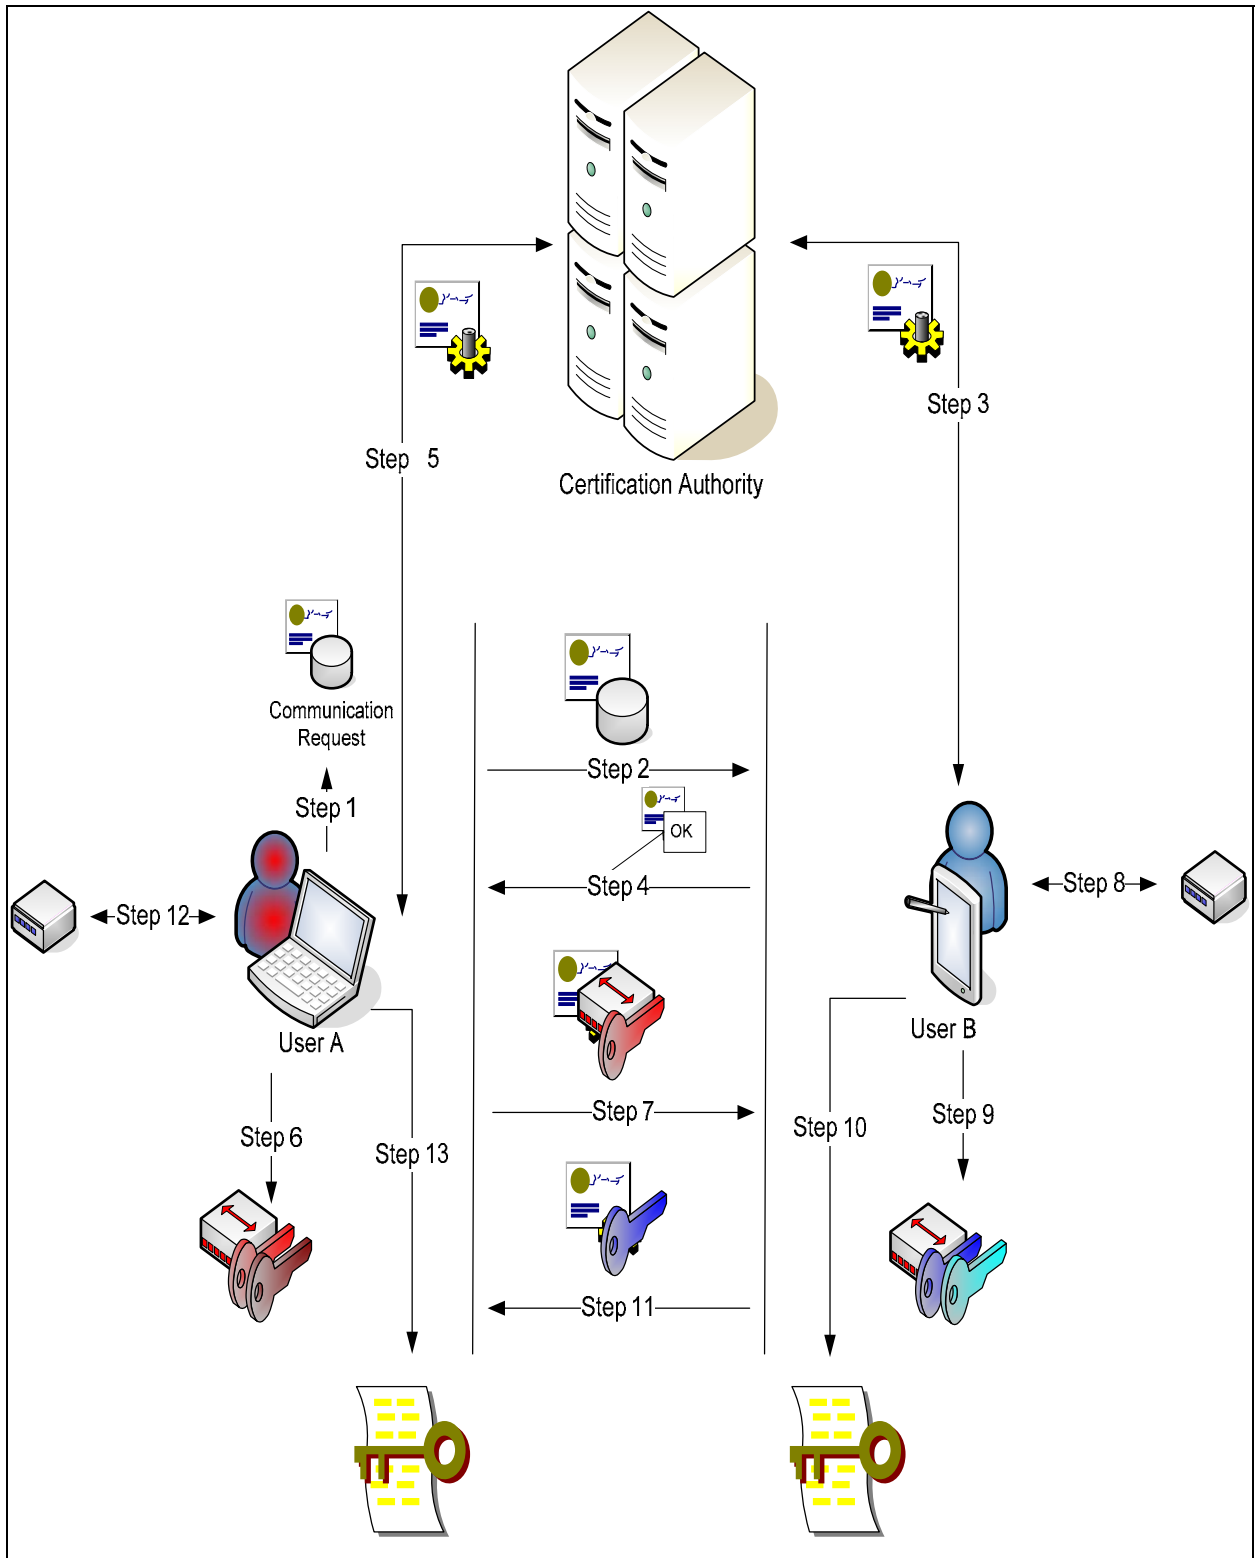 Step 3
Step 5
Certification Authority
Communication
Request
Step 2
Step 1
OK
Step 4
Step 8
Step 12
User B
User A
Step 7
Step 9
Step 10
Step 6
Step 13
Step 11